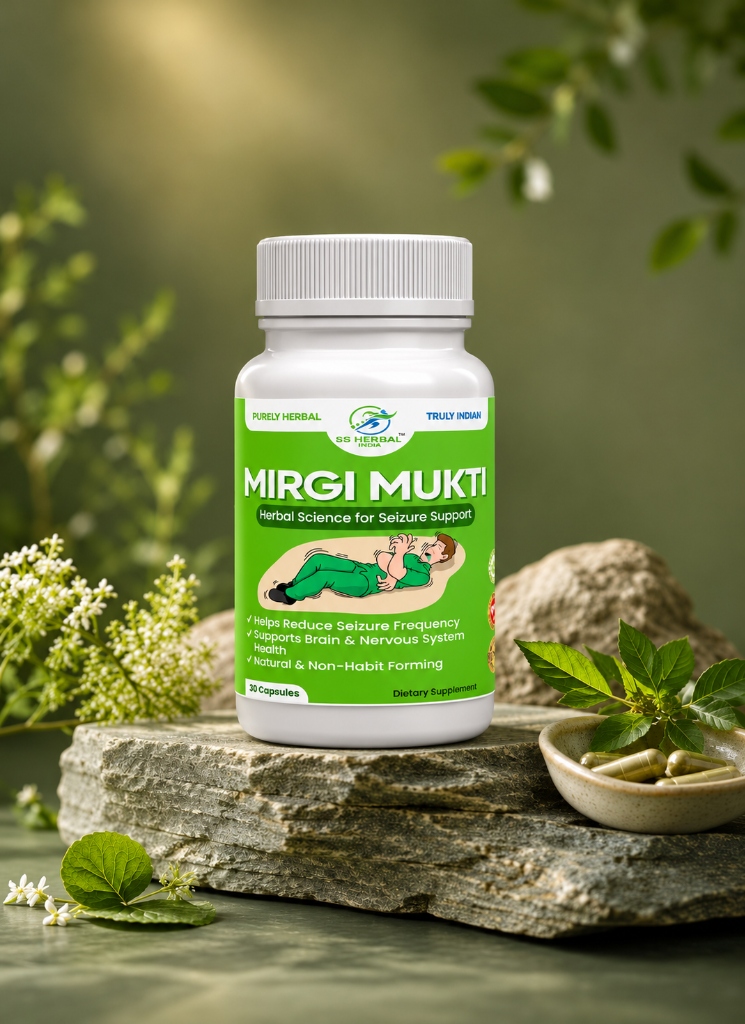 PURELY HERBAL
SS HERBAL™
INDIA
TRULY INDIAN
MIRGI MUKTI
Herbal Science for Seizure Support
✓ Helps Reduce Seizure Frequency
✓ Supports Brain & Nervous System
Health
✓ Natural & Non-Habit Forming
30 Capsules
Dietary Supplement